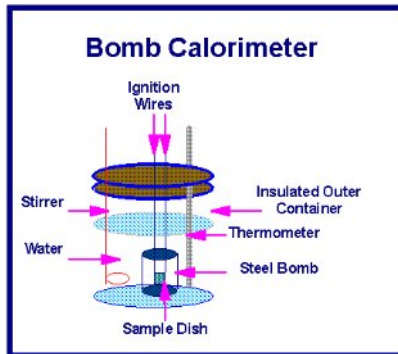 Bomb Calorimeter
Ignition
Wires
Stirrer
Insulated Outer
Container
Thermometer
Water
Steel Bomb
Sample Dish